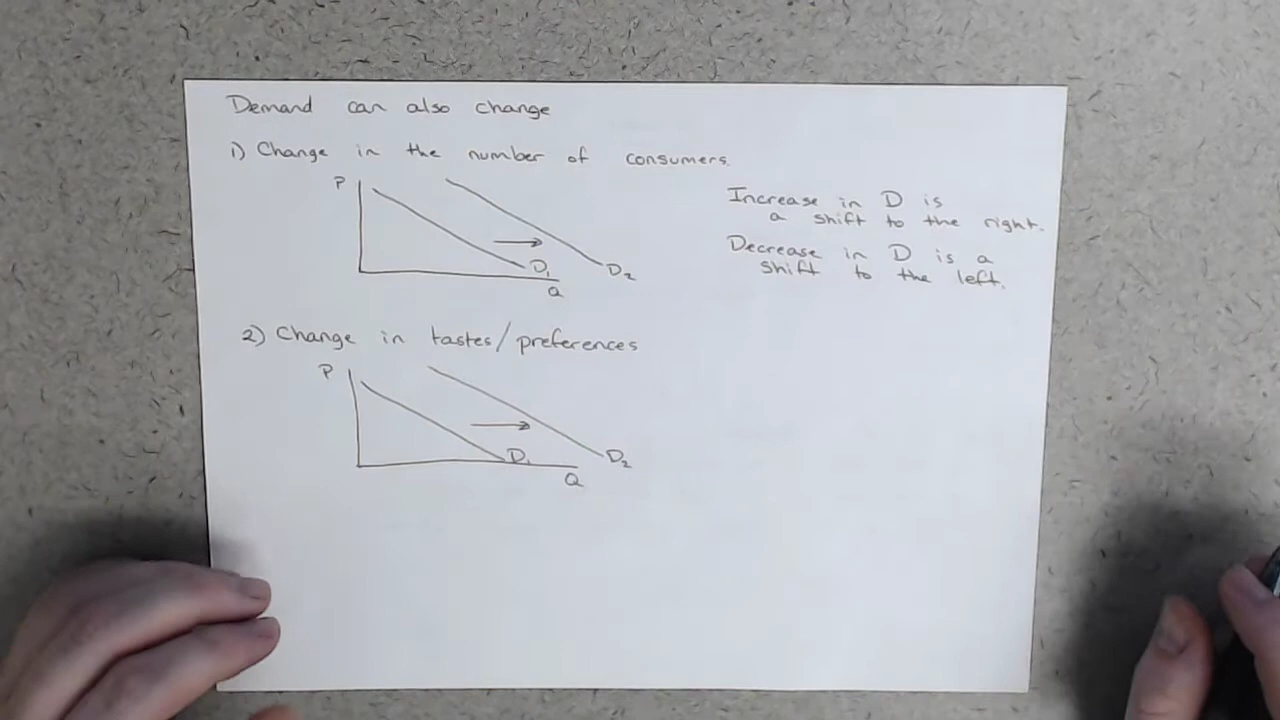 Demand can also change
1) Change in the number of consumers.
P
D₁
D₂
Q
Increase in D is
a shift to the right.
Decrease in D is a
shift to the left.
2) Change in tastes/preferences
P
D₁
D₂
Q